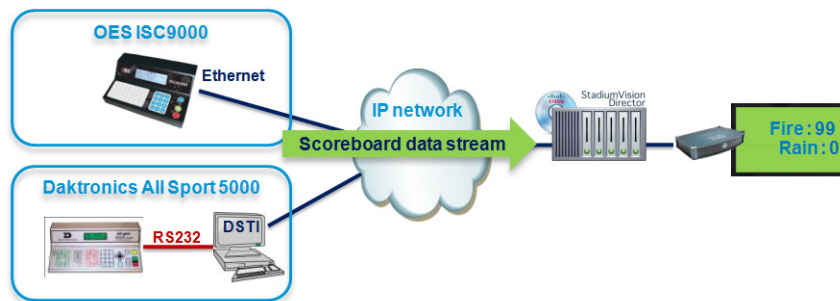 OES ISC9000
Ethernet
IP network
Scoreboard data stream
StadiumVision
Director
Fire: 99
Rain: 0
Daktronics All Sport 5000
RS232
DSTI